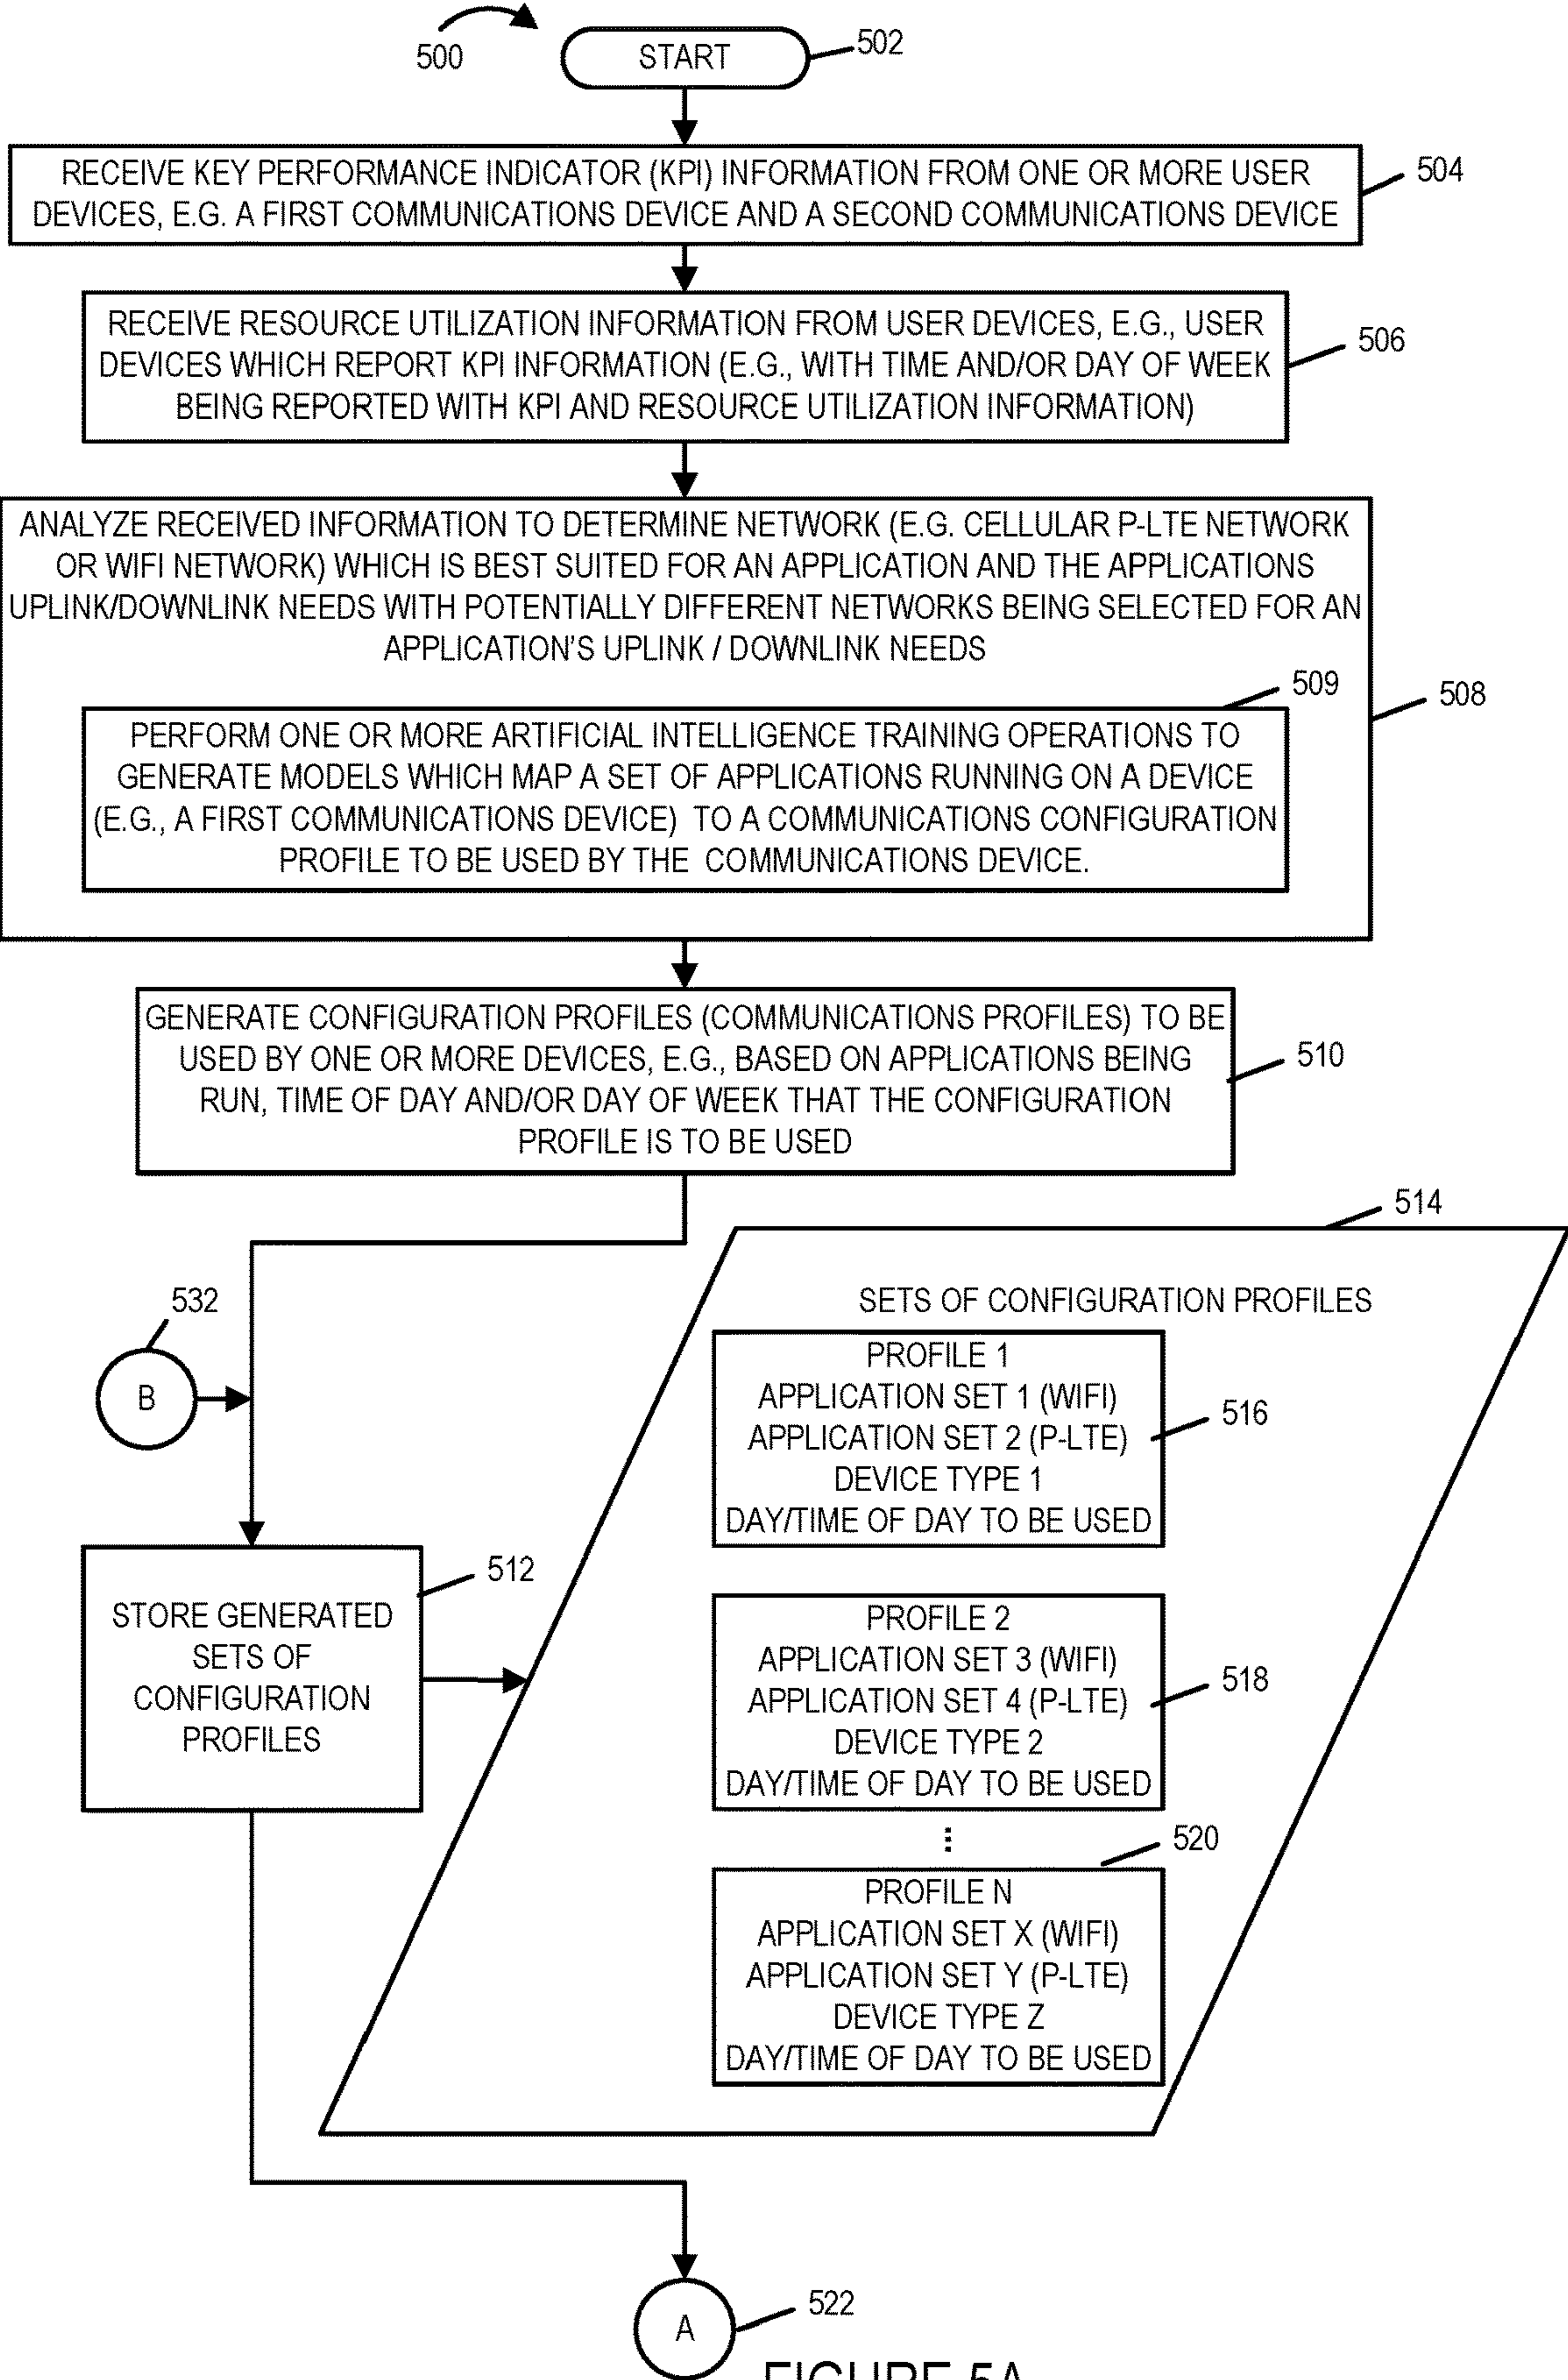 500
START
502
RECEIVE KEY PERFORMANCE INDICATOR (KPI) INFORMATION FROM ONE OR MORE USER
DEVICES, E.G. A FIRST COMMUNICATIONS DEVICE AND A SECOND COMMUNICATIONS DEVICE
504
RECEIVE RESOURCE UTILIZATION INFORMATION FROM USER DEVICES, E.G., USER
DEVICES WHICH REPORT KPI INFORMATION (E.G., WITH TIME AND/OR DAY OF WEEK
BEING REPORTED WITH KPI AND RESOURCE UTILIZATION INFORMATION)
506
ANALYZE RECEIVED INFORMATION TO DETERMINE NETWORK (E.G. CELLULAR P-LTE NETWORK
OR WIFI NETWORK) WHICH IS BEST SUITED FOR AN APPLICATION AND THE APPLICATIONS
UPLINK/DOWNLINK NEEDS WITH POTENTIALLY DIFFERENT NETWORKS BEING SELECTED FOR AN
APPLICATION'S UPLINK / DOWNLINK NEEDS
508
509
PERFORM ONE OR MORE ARTIFICIAL INTELLIGENCE TRAINING OPERATIONS TO
GENERATE MODELS WHICH MAP A SET OF APPLICATIONS RUNNING ON A DEVICE
(E.G., A FIRST COMMUNICATIONS DEVICE) TO A COMMUNICATIONS CONFIGURATION
PROFILE TO BE USED BY THE COMMUNICATIONS DEVICE.
GENERATE CONFIGURATION PROFILES (COMMUNICATIONS PROFILES) TO BE
USED BY ONE OR MORE DEVICES, E.G., BASED ON APPLICATIONS BEING
RUN, TIME OF DAY AND/OR DAY OF WEEK THAT THE CONFIGURATION
PROFILE IS TO BE USED
510
532
B
STORE GENERATED
SETS OF
CONFIGURATION
PROFILES
512
514
SETS OF CONFIGURATION PROFILES
PROFILE 1
APPLICATION SET 1 (WIFI)
APPLICATION SET 2 (P-LTE)
DEVICE TYPE 1
DAY/TIME OF DAY TO BE USED
516
PROFILE 2
APPLICATION SET 3 (WIFI)
APPLICATION SET 4 (P-LTE)
DEVICE TYPE 2
DAY/TIME OF DAY TO BE USED
518
...
520
PROFILE N
APPLICATION SET X (WIFI)
APPLICATION SET Y (P-LTE)
DEVICE TYPE Z
DAY/TIME OF DAY TO BE USED
A
522
FIGURE 5A